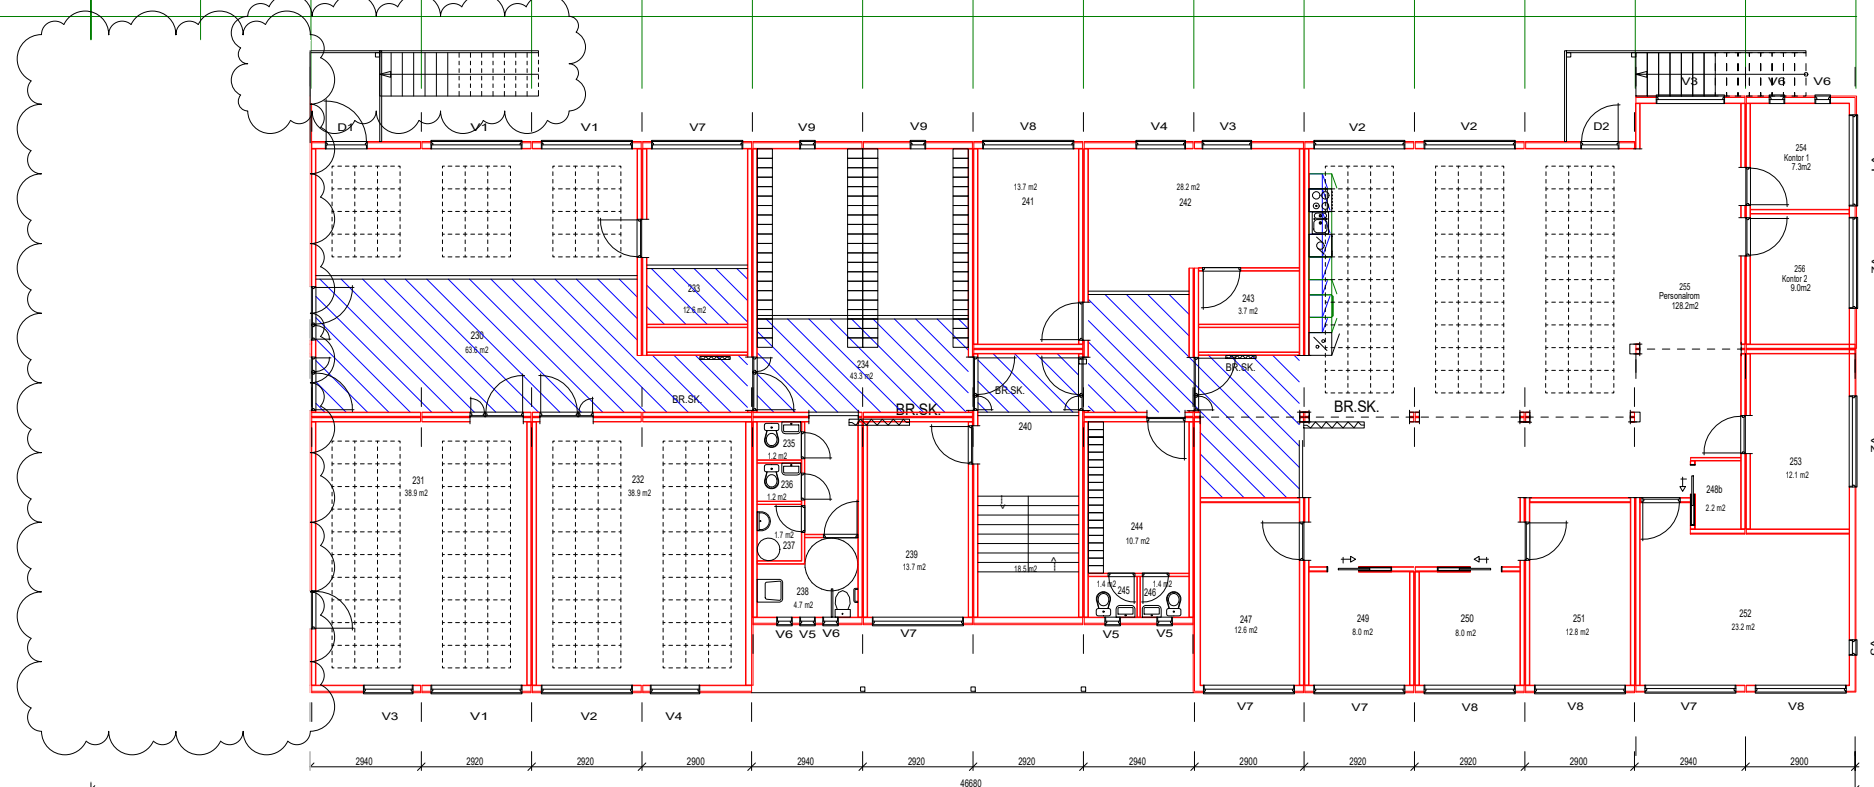 V3 V6 V6
D1 V1 V1 V7 V9 V9 V8 V4 V3 V2 V2 D2
254
Kontor 1
7.3m2
13.7 m2
241
28.2 m2
242
256
Kontor 2
9.0m2
255
Personalrom
128.2m2
233
12.6 m2
243
3.7 m2
230
63.6 m2
234
43.3 m2
BR.SK.
BR.SK.
BR.SK.
BR.SK.
BR.SK.
240
235
1.2 m2
236
1.2 m2
231
38.9 m2
232
38.9 m2
253
12.1 m2
248b
2.2 m2
1.7 m2
237
244
10.7 m2
239
13.7 m2
18.5 m2
238
4.7 m2
1.4 m2
245
1.4 m2
246
247
12.6 m2
249
8.0 m2
250
8.0 m2
251
12.8 m2
252
23.2 m2
V6 V5 V6 V7 V5 V5
V3 V1 V2 V4 V7 V7 V8 V8 V7 V8
2940 2920 2920 2900 2940 2920 2920 2940 2900 2920 2920 2900 2940 2900
46680